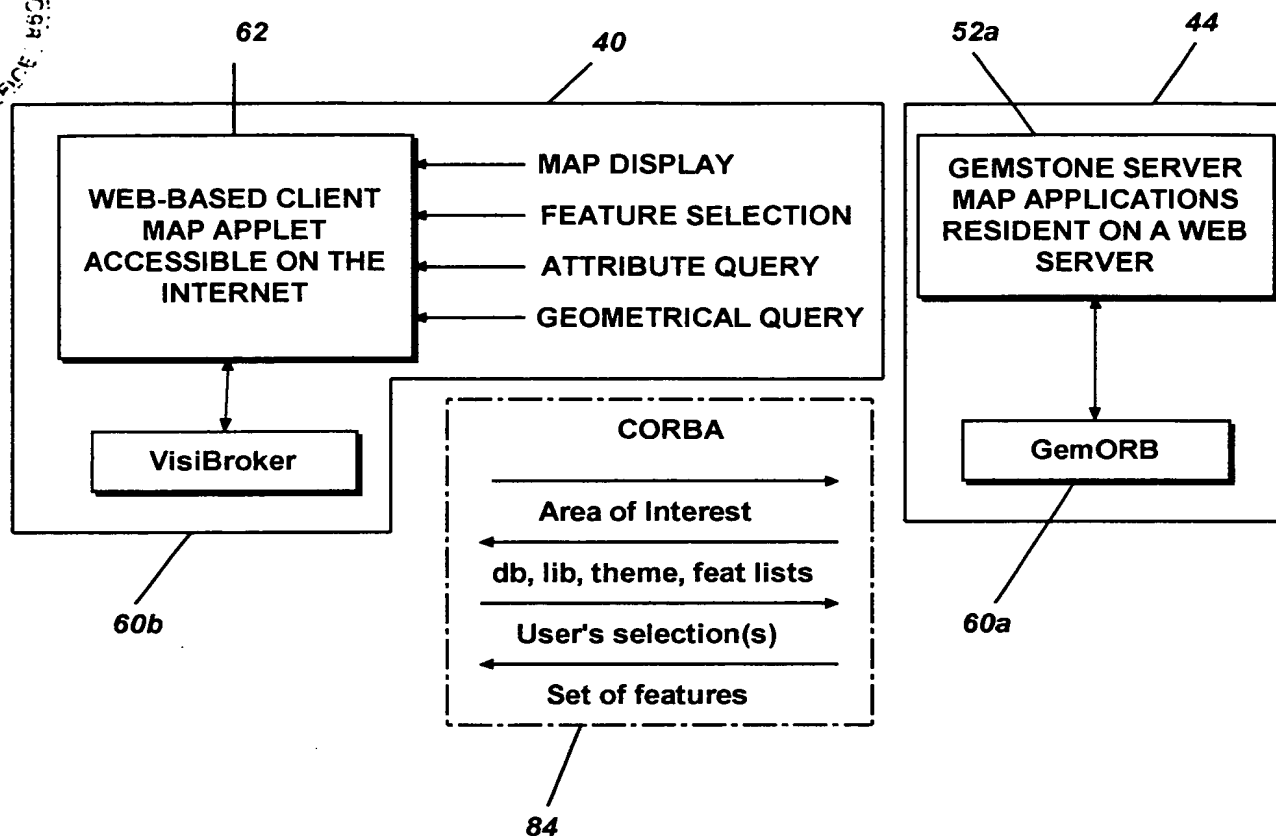 62
40
52a
44
WEB-BASED CLIENT
MAP APPLET
ACCESSIBLE ON THE
INTERNET
MAP DISPLAY
FEATURE SELECTION
ATTRIBUTE QUERY
GEOMETRICAL QUERY
VisiBroker
60b
GEMSTONE SERVER
MAP APPLICATIONS
RESIDENT ON A WEB
SERVER
GemORB
60a
CORBA
Area of Interest
db, lib, theme, feat lists
User's selection(s)
Set of features
84